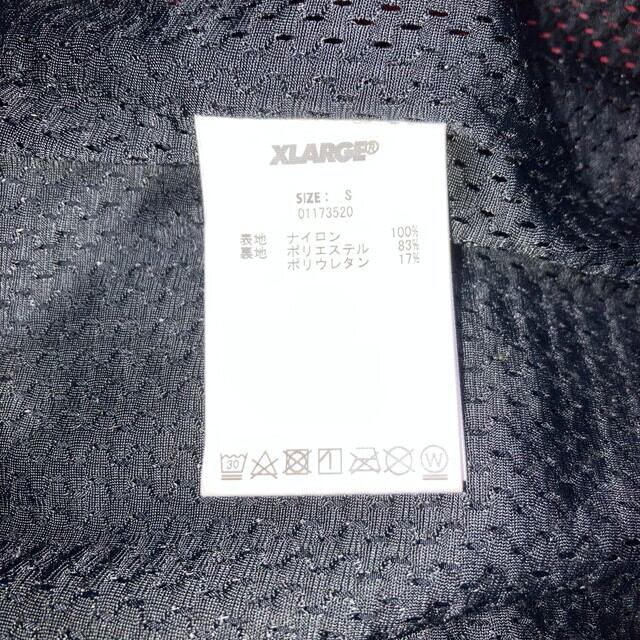 XLARGE®
SIZE: S
01173520
表地 ナイロン 100%
裏地 ポリエステル 83%
ポリウレタン 17%
30 W